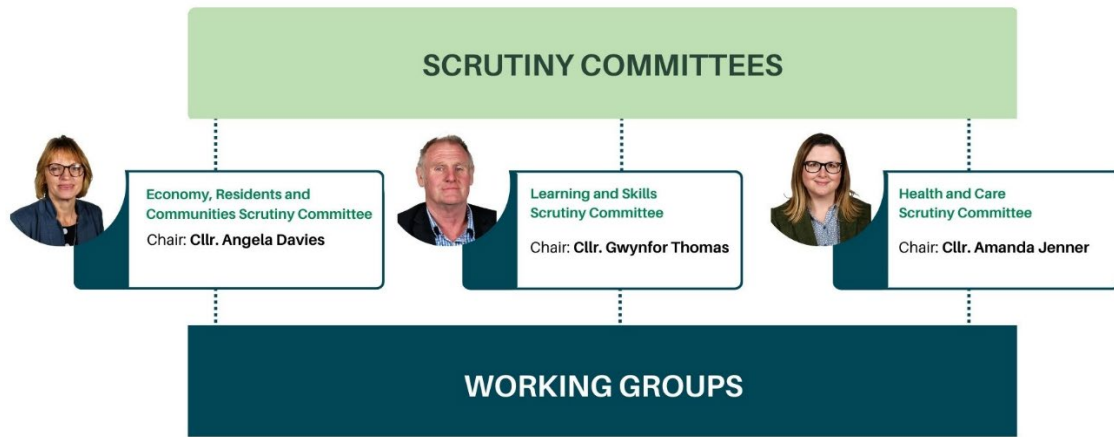 SCRUTINY COMMITTEES
Economy, Residents and
Communities Scrutiny Committee
Chair: Cllr. Angela Davies
Learning and Skills
Scrutiny Committee
Chair: Cllr. Gwynfor Thomas
Health and Care
Scrutiny Committee
Chair: Cllr. Amanda Jenner
WORKING GROUPS